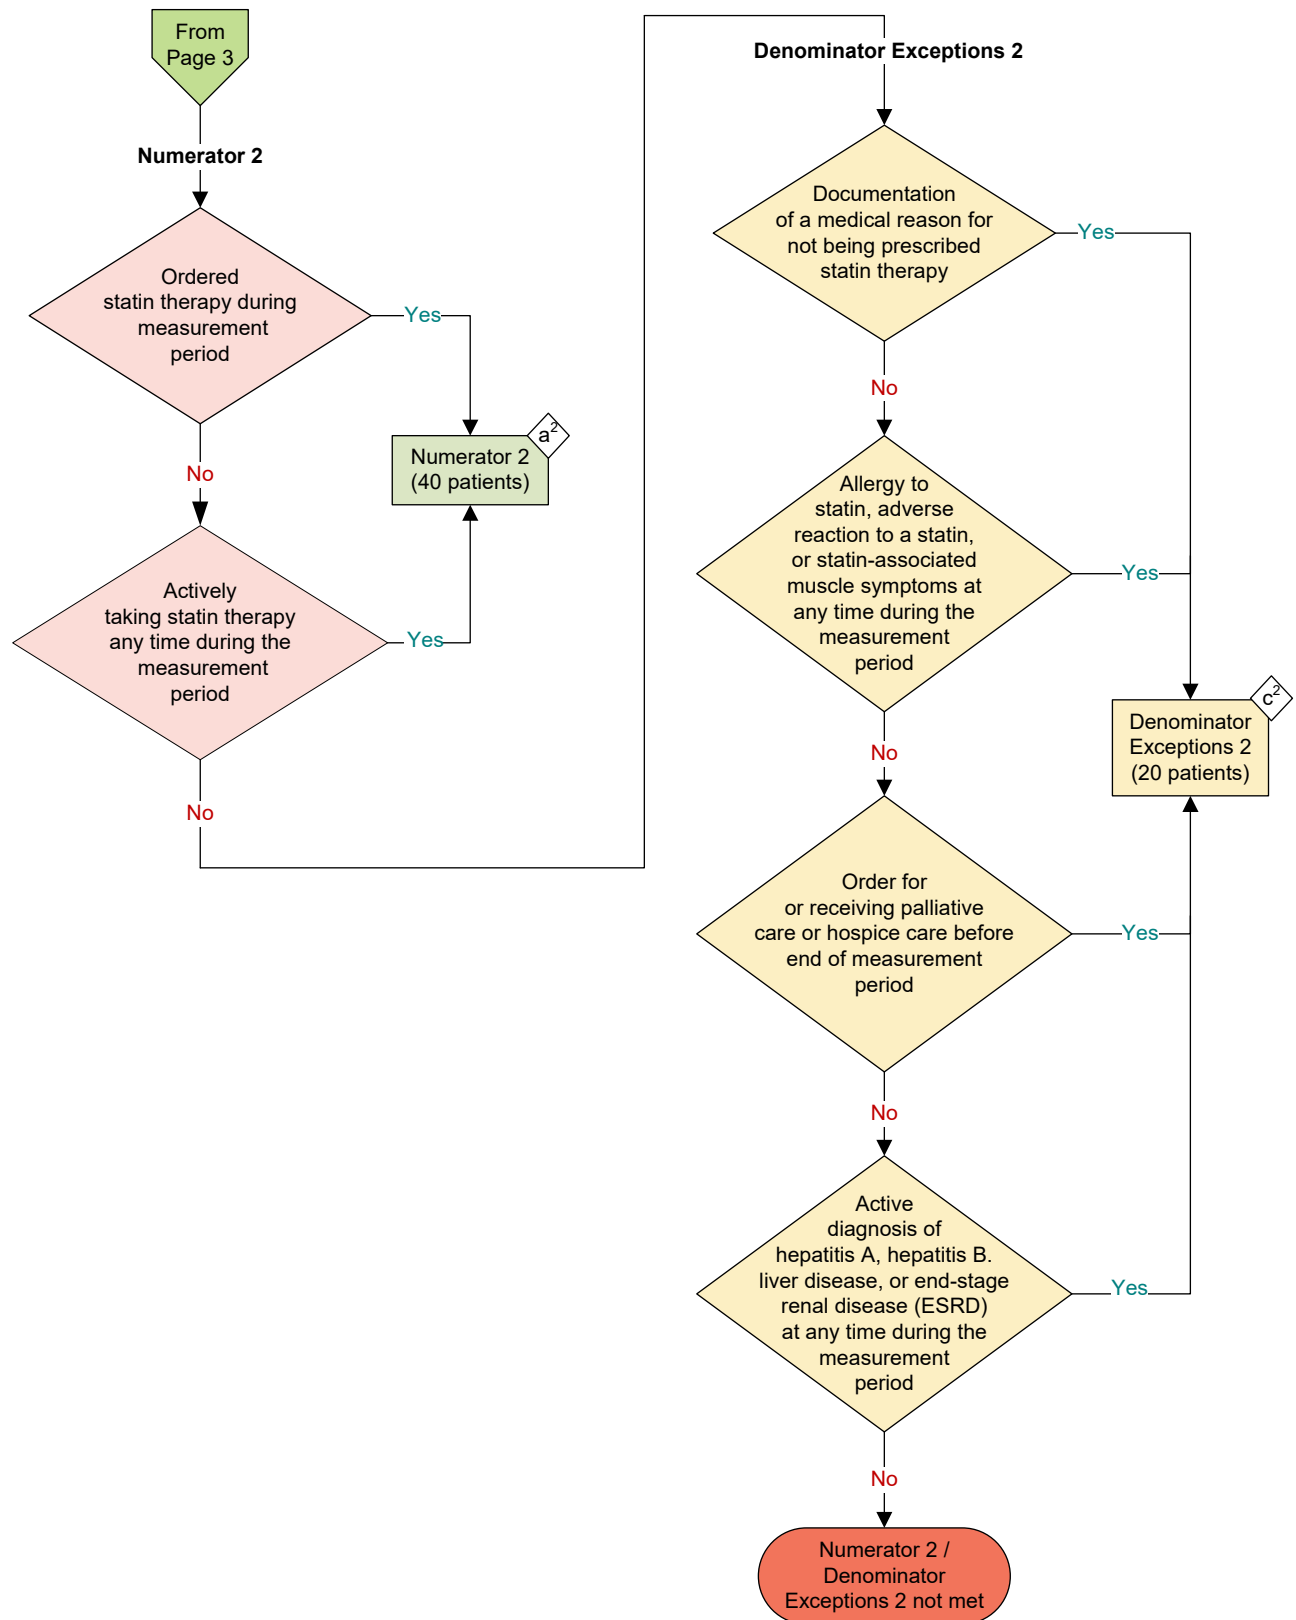 From
Page 3
Numerator 2
Ordered
statin therapy during
measurement
period
Yes
No
Numerator 2
(40 patients)
a²
Actively
taking statin therapy
any time during the
measurement
period
Yes
No
Denominator Exceptions 2
Documentation
of a medical reason for
not being prescribed
statin therapy
Yes
No
Allergy to
statin, adverse
reaction to a statin,
or statin-associated
muscle symptoms at
any time during the
measurement
period
Yes
No
Denominator
Exceptions 2
(20 patients)
c²
Order for
or receiving palliative
care or hospice care before
end of measurement
period
Yes
No
Active
diagnosis of
hepatitis A, hepatitis B.
liver disease, or end-stage
renal disease (ESRD)
at any time during the
measurement
period
Yes
No
Numerator 2 /
Denominator
Exceptions 2 not met